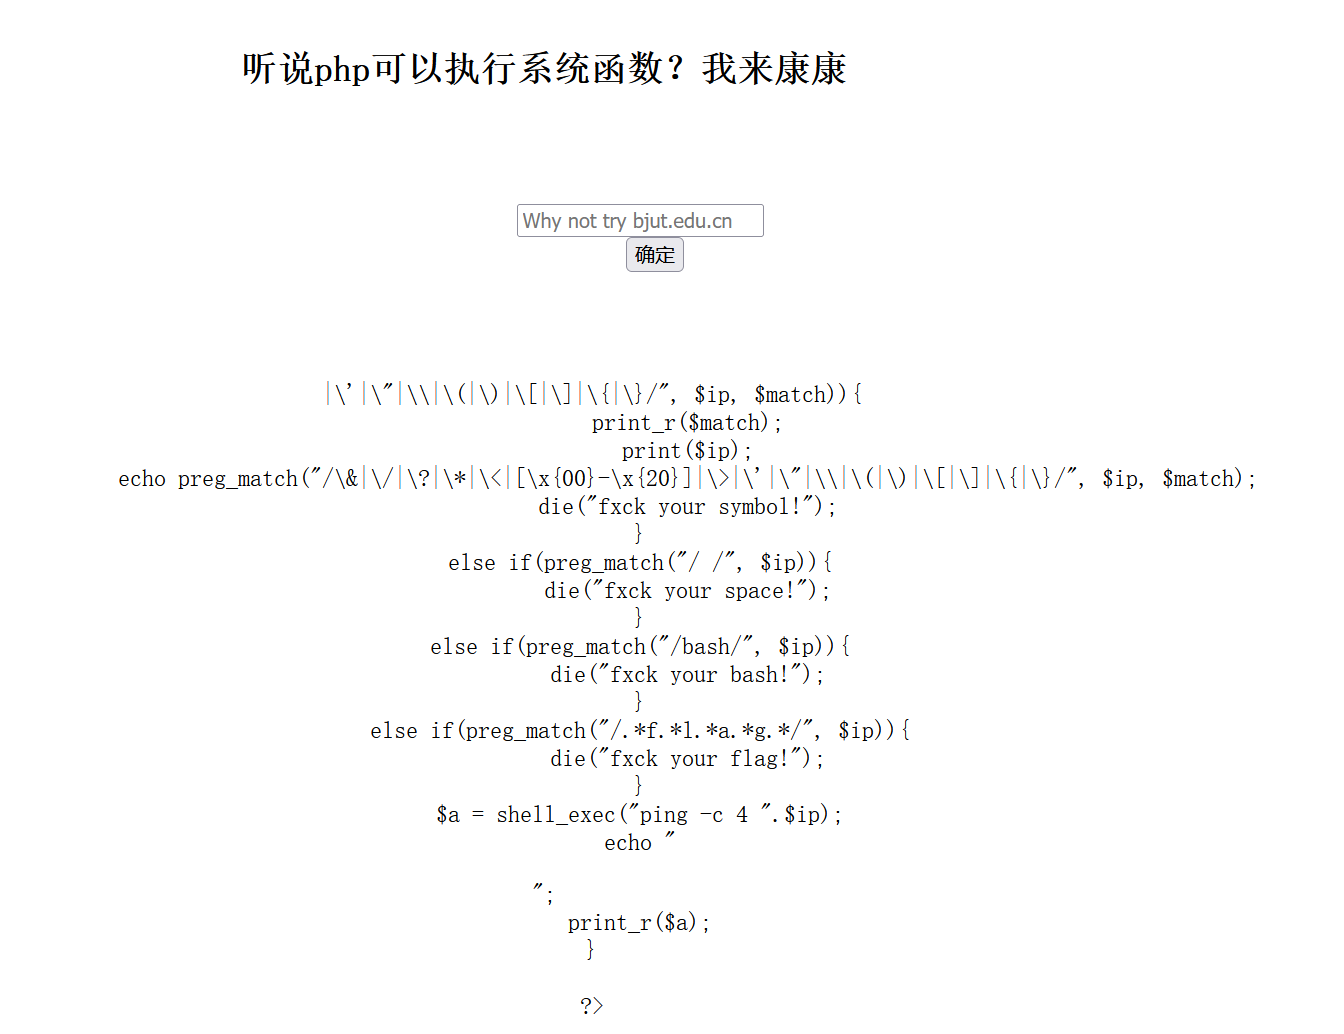 听说php可以执行系统函数？我来康康
Why not try bjut.edu.cn
确定
|\'|\"|\\|\(|\)|\[|\]|\{|\}/", $ip, $match)){
print_r($match);
print($ip);
echo preg_match("/\&|\/|\?|\*|\<|[\x{00}-\x{20}]|\>|\'|\"|\\|\(|\)|\[|\]|\{|\}/", $ip, $match);
die("fxck your symbol!");
}
else if(preg_match("/ /", $ip)){
die("fxck your space!");
}
else if(preg_match("/bash/", $ip)){
die("fxck your bash!");
}
else if(preg_match("/.*f.*l.*a.*g.*/", $ip)){
die("fxck your flag!");
}
$a = shell_exec("ping -c 4 ".$ip);
echo "
";
print_r($a);
}
?>